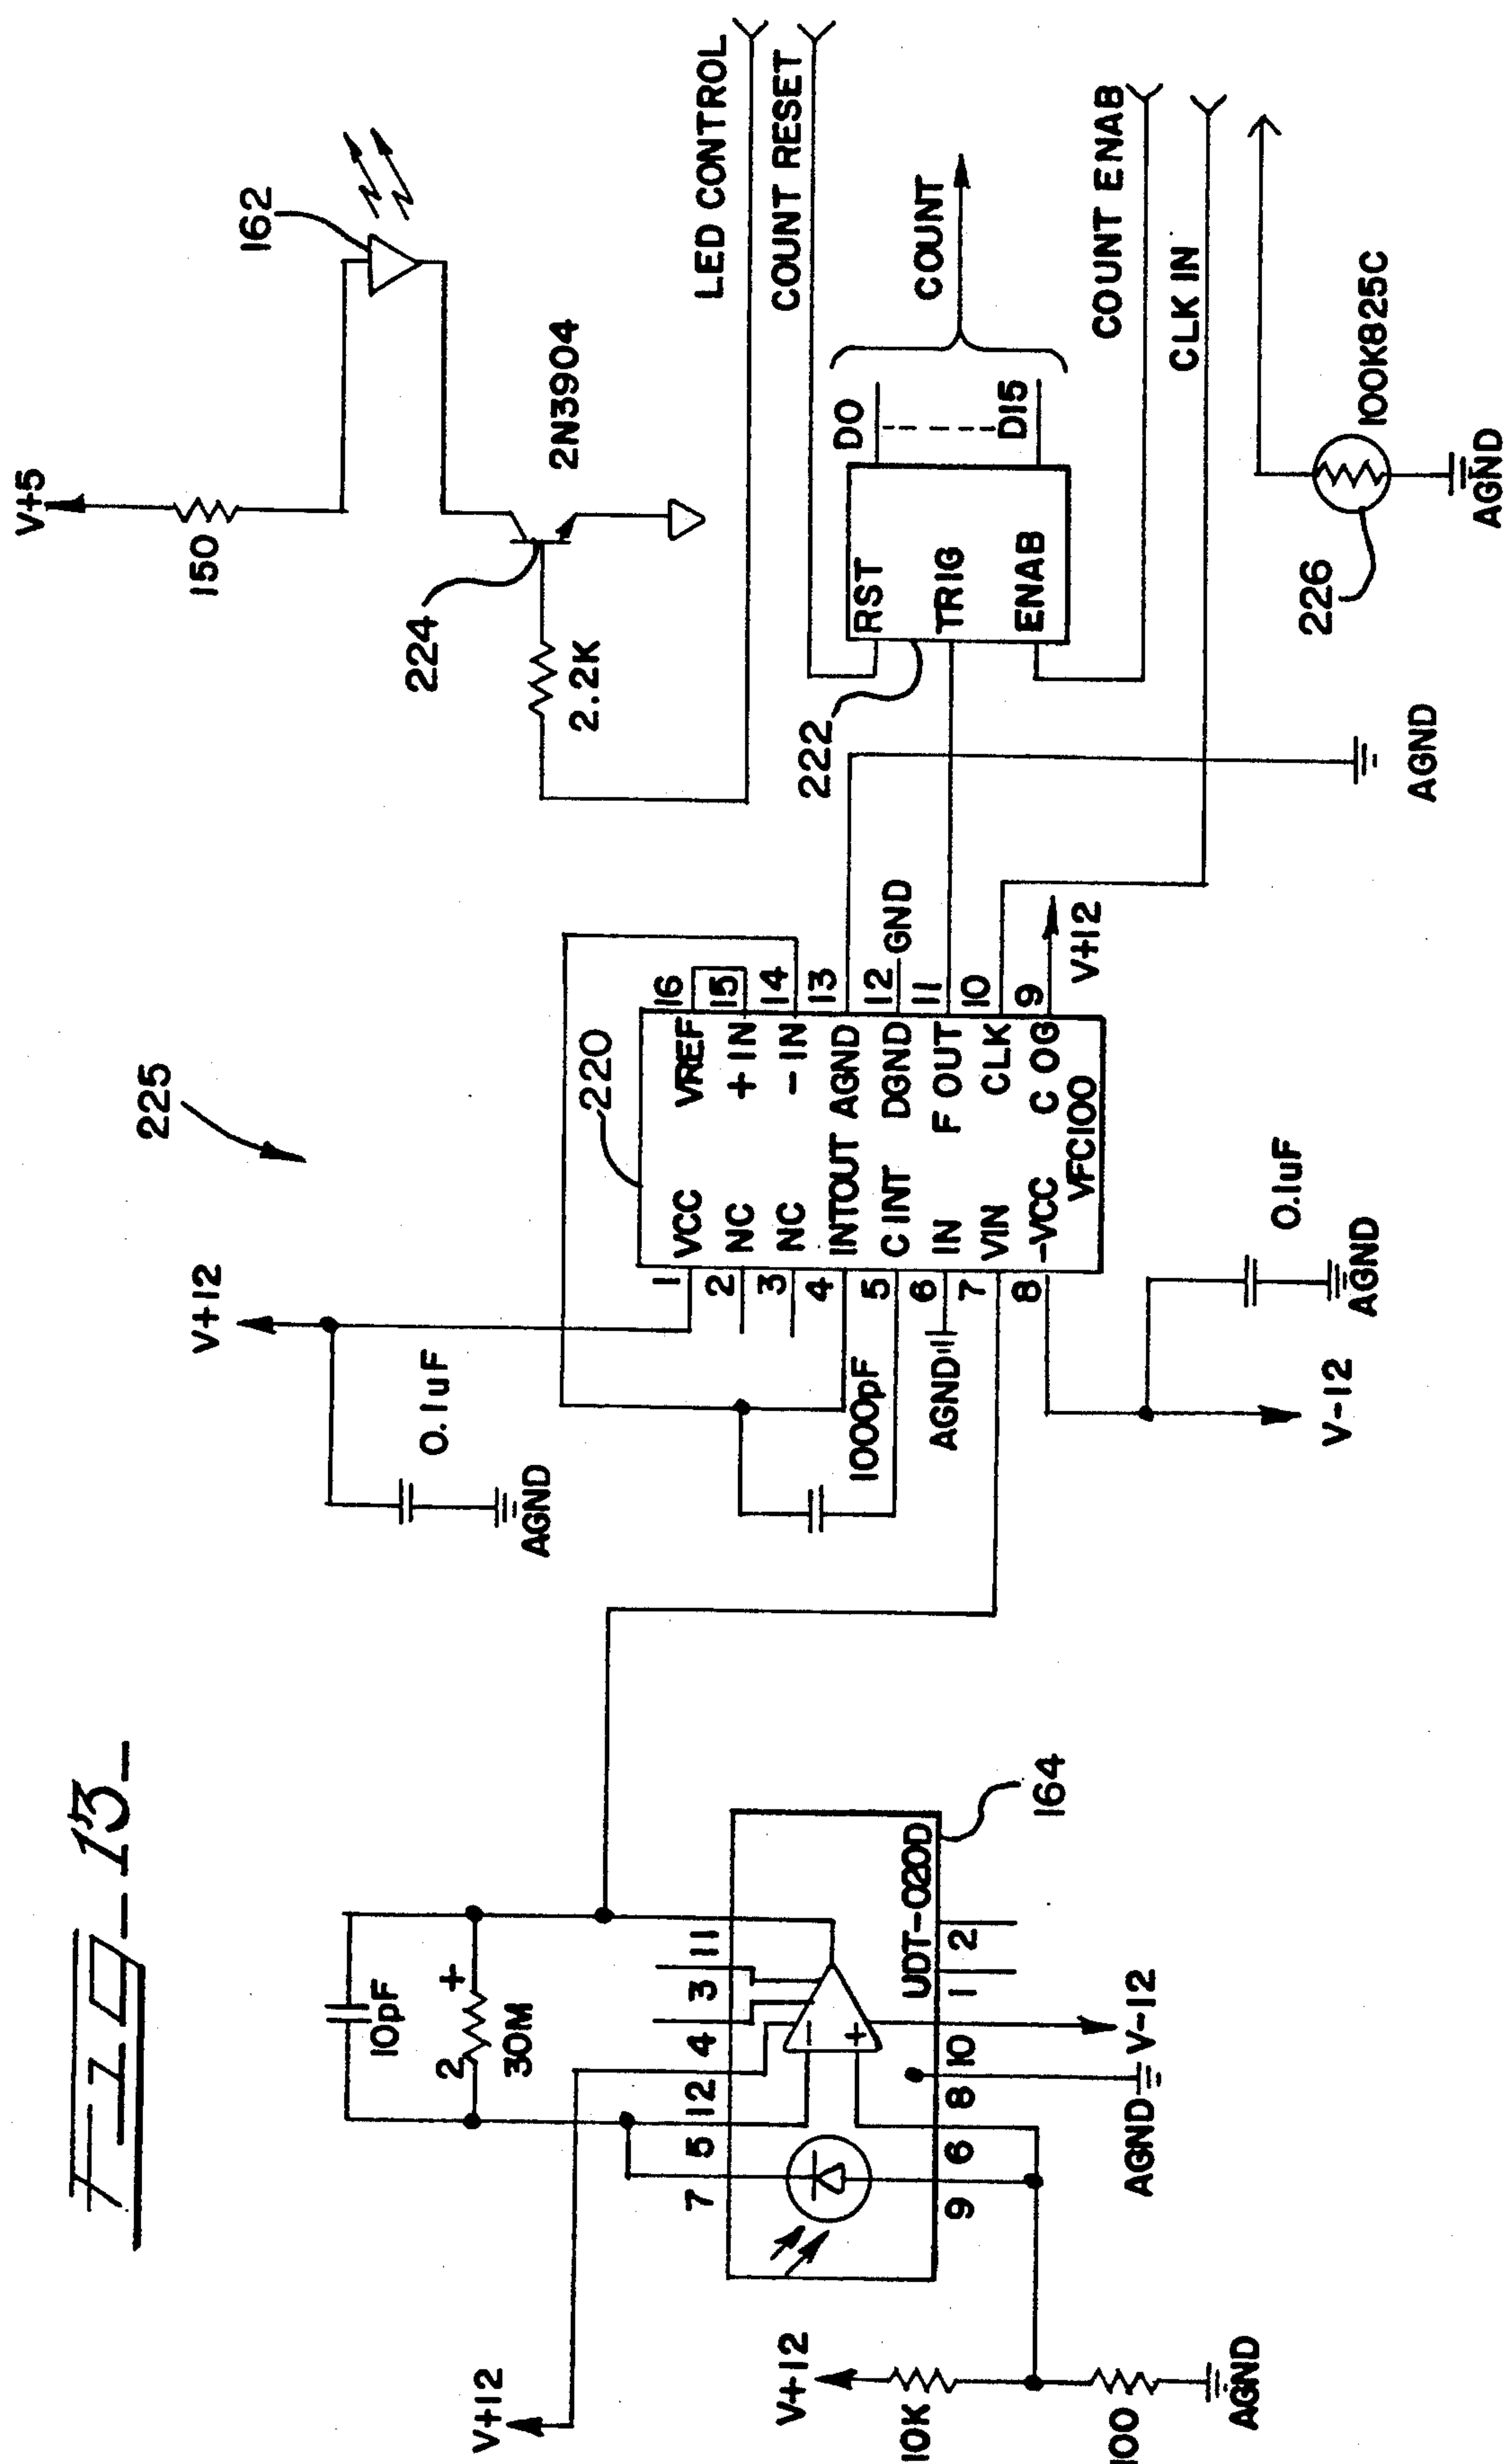 FIG-13-
225
V+12
10K
100
AGND
V+12
10pF
2
+
30M
7
5
12
4
3
11
9
6
8
10
1
2
-
+
UDT-020D
164
AGND
V-12
V+12
0.1uF
AGND
1000pF
AGND
220
1
2
3
4
5
6
7
8
VCC
NC
NC
INTOUT
C INT
IN
VIN
-VCC
VREF
+IN
-IN
AGND
DGND
F OUT
CLK
C OG
VFC100
16
15
14
13
12
11
10
9
GND
V+12
V-12
0.1uF
AGND
AGND
V+5
150
162
224
2N3904
2.2K
LED CONTROL
COUNT RESET
222
RST
TRIG
ENAB
D0
D15
COUNT
COUNT ENAB
CLK IN
226
100K825C
AGND